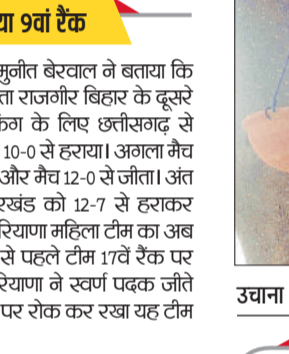 या 9वां रैंक
मुनीत बेरवाल ने बताया कि
ता राजगीर बिहार के दूसरे
कंग के लिए छत्तीसगढ़ से
10-0 से हराया। अगला मैच
और मैच 12-0 से जीता। अंत
रखंड को 12-7 से हराकर
रियाणा महिला टीम का अब
से पहले टीम 17वें रैंक पर
रियाणा ने स्वर्ण पदक जीते
पर रोक कर रखा यह टीम
उचाना